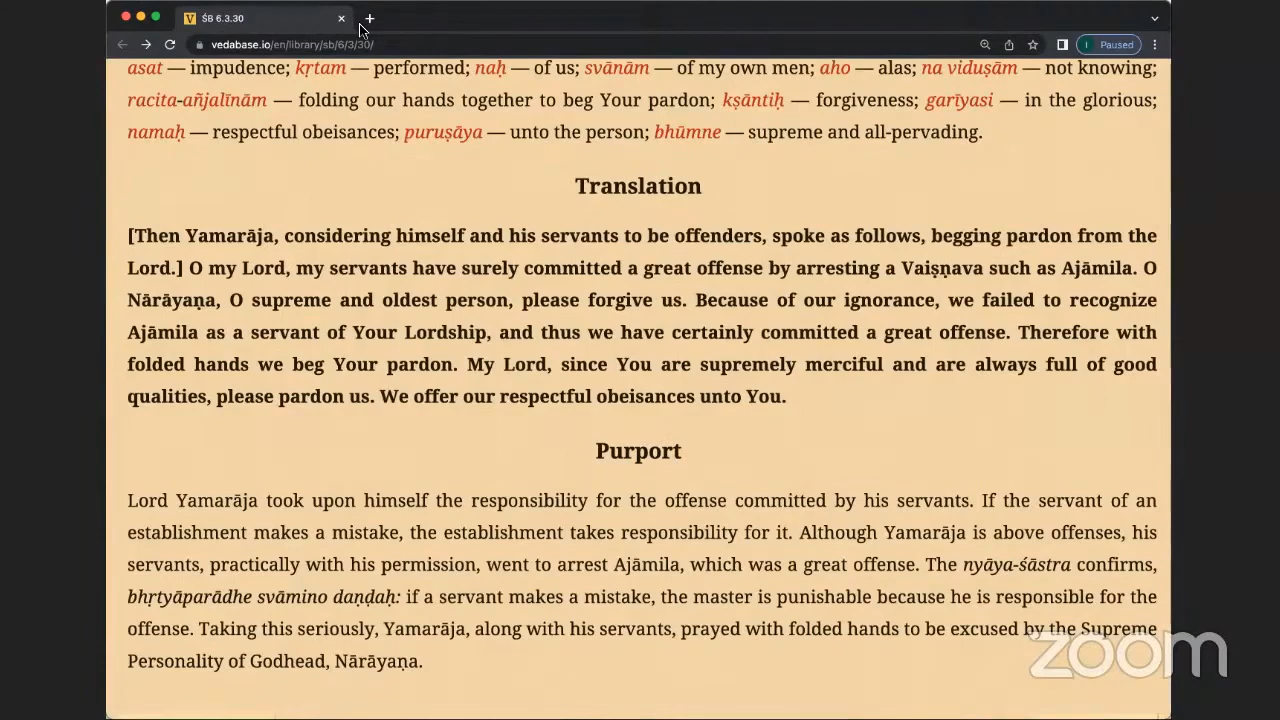 ŚB 6.3.30
vedabase.io/en/library/sb/6/3/30/
Paused
asat — impudence; kṛtam — performed; naḥ — of us; svānām — of my own men; aho — alas; na viduṣām — not knowing;
racita-añjalīnām — folding our hands together to beg Your pardon; kṣāntiḥ — forgiveness; garīyasi — in the glorious;
namaḥ — respectful obeisances; puruṣāya — unto the person; bhūmne — supreme and all-pervading.
Translation
[Then Yamarāja, considering himself and his servants to be offenders, spoke as follows, begging pardon from the
Lord.] O my Lord, my servants have surely committed a great offense by arresting a Vaiṣṇava such as Ajāmila. O
Nārāyaṇa, O supreme and oldest person, please forgive us. Because of our ignorance, we failed to recognize
Ajāmila as a servant of Your Lordship, and thus we have certainly committed a great offense. Therefore with
folded hands we beg Your pardon. My Lord, since You are supremely merciful and are always full of good
qualities, please pardon us. We offer our respectful obeisances unto You.
Purport
Lord Yamarāja took upon himself the responsibility for the offense committed by his servants. If the servant of an
establishment makes a mistake, the establishment takes responsibility for it. Although Yamarāja is above offenses, his
servants, practically with his permission, went to arrest Ajāmila, which was a great offense. The nyāya-śāstra confirms,
bhṛtyāparādhe svāmino daṇḍaḥ: if a servant makes a mistake, the master is punishable because he is responsible for the
offense. Taking this seriously, Yamarāja, along with his servants, prayed with folded hands to be excused by the Supreme
Personality of Godhead, Nārāyaṇa.
zoom